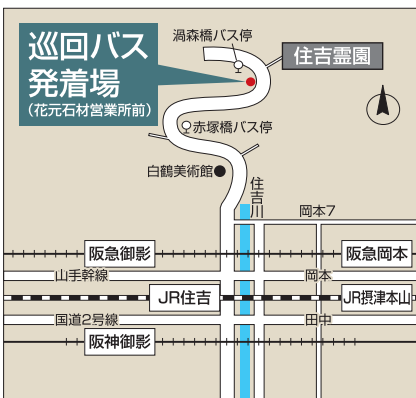 巡回バス
発着場
(花元石材営業所前)
渦森橋バス停
住吉霊園
赤塚橋バス停
白鶴美術館
住吉川
岡本7
阪急御影
阪急岡本
山手幹線
岡本
JR住吉
JR摂津本山
国道2号線
田中
阪神御影